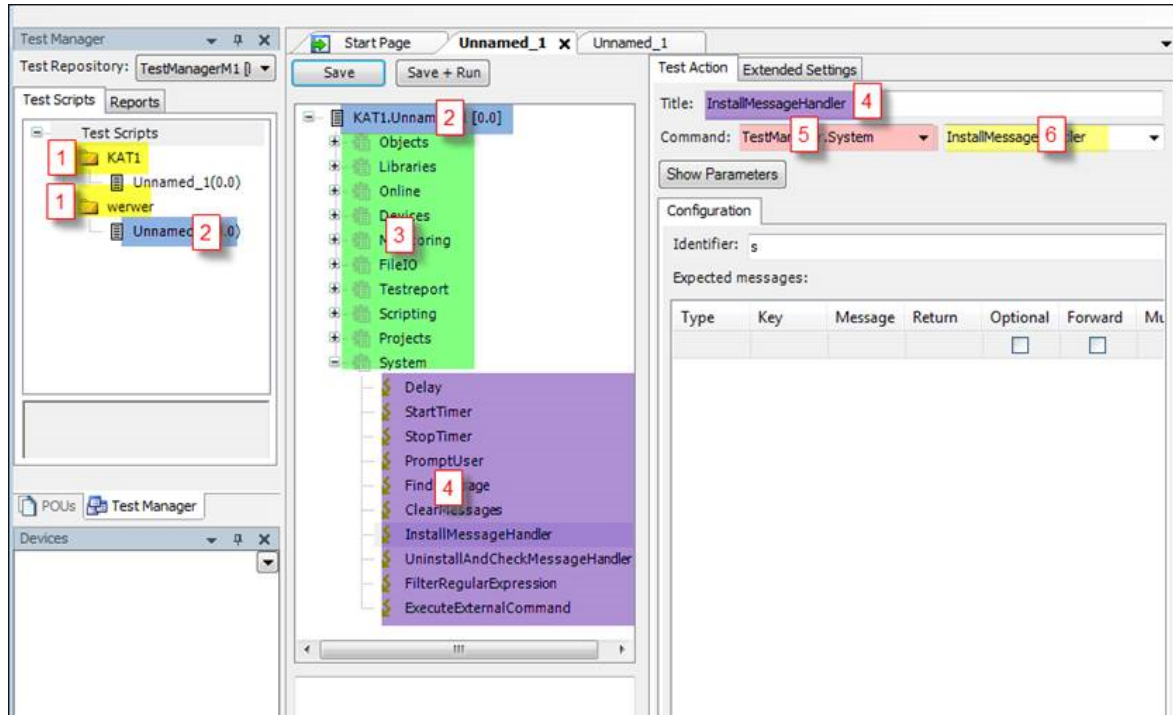 Test Manager
Test Repository: TestManagerM1
Test Scripts Reports
Test Scripts
1
KAT1
Unnamed_1(0.0)
1
werwer
2
POUs Test Manager
Devices
Start Page Unnamed_1 Unnamed_1
Save Save + Run
2
[0.0]
Objects
Libraries
Online
Devices
3
FileIO
Testreport
Scripting
Projects
System
Delay
StartTimer
StopTimer
PromptUser
4
ClearMessages
InstallMessageHandler
UninstallAndCheckMessageHandler
FilterRegularExpression
ExecuteExternalCommand
Test Action Extended Settings
Title: InstallMessageHandler 4
Command: 5 .System 6
Show Parameters
Configuration
Identifier: s
Expected messages:
Type Key Message Return Optional Forward Mu